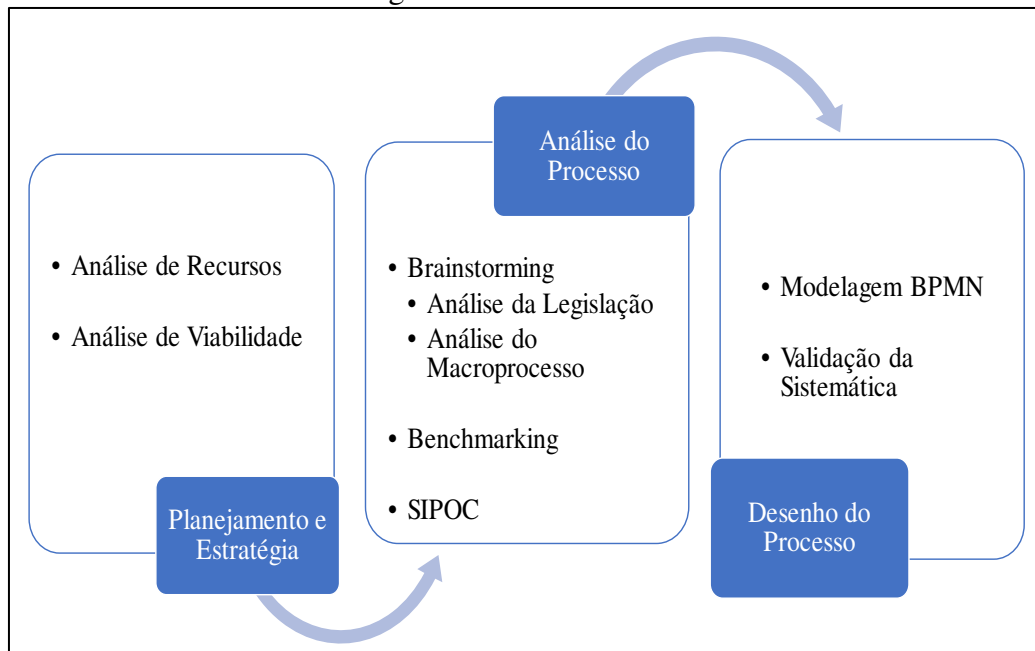 • Análise de Recursos
• Análise de Viabilidade
Planejamento e
Estratégia
Análise do
Processo
• Brainstorming
• Análise da Legislação
• Análise do
Macroprocesso
• Benchmarking
• SIPOC
• Modelagem BPMN
• Validação da
Sistemática
Desenho do
Processo